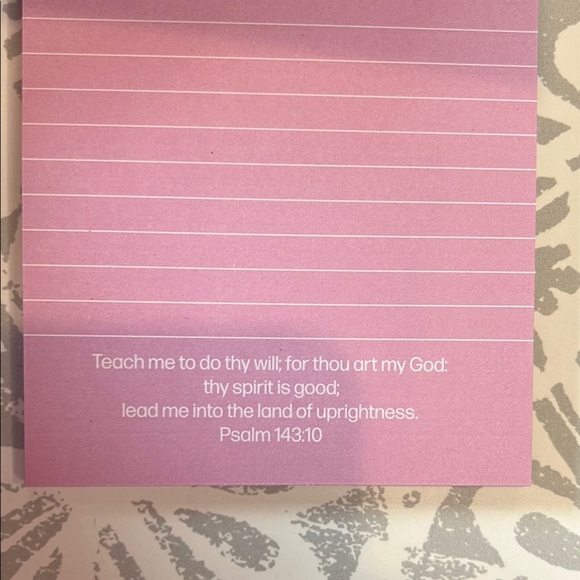 Teach me to do thy will; for thou art my God:
thy spirit is good;
lead me into the land of uprightness.
Psalm 143:10